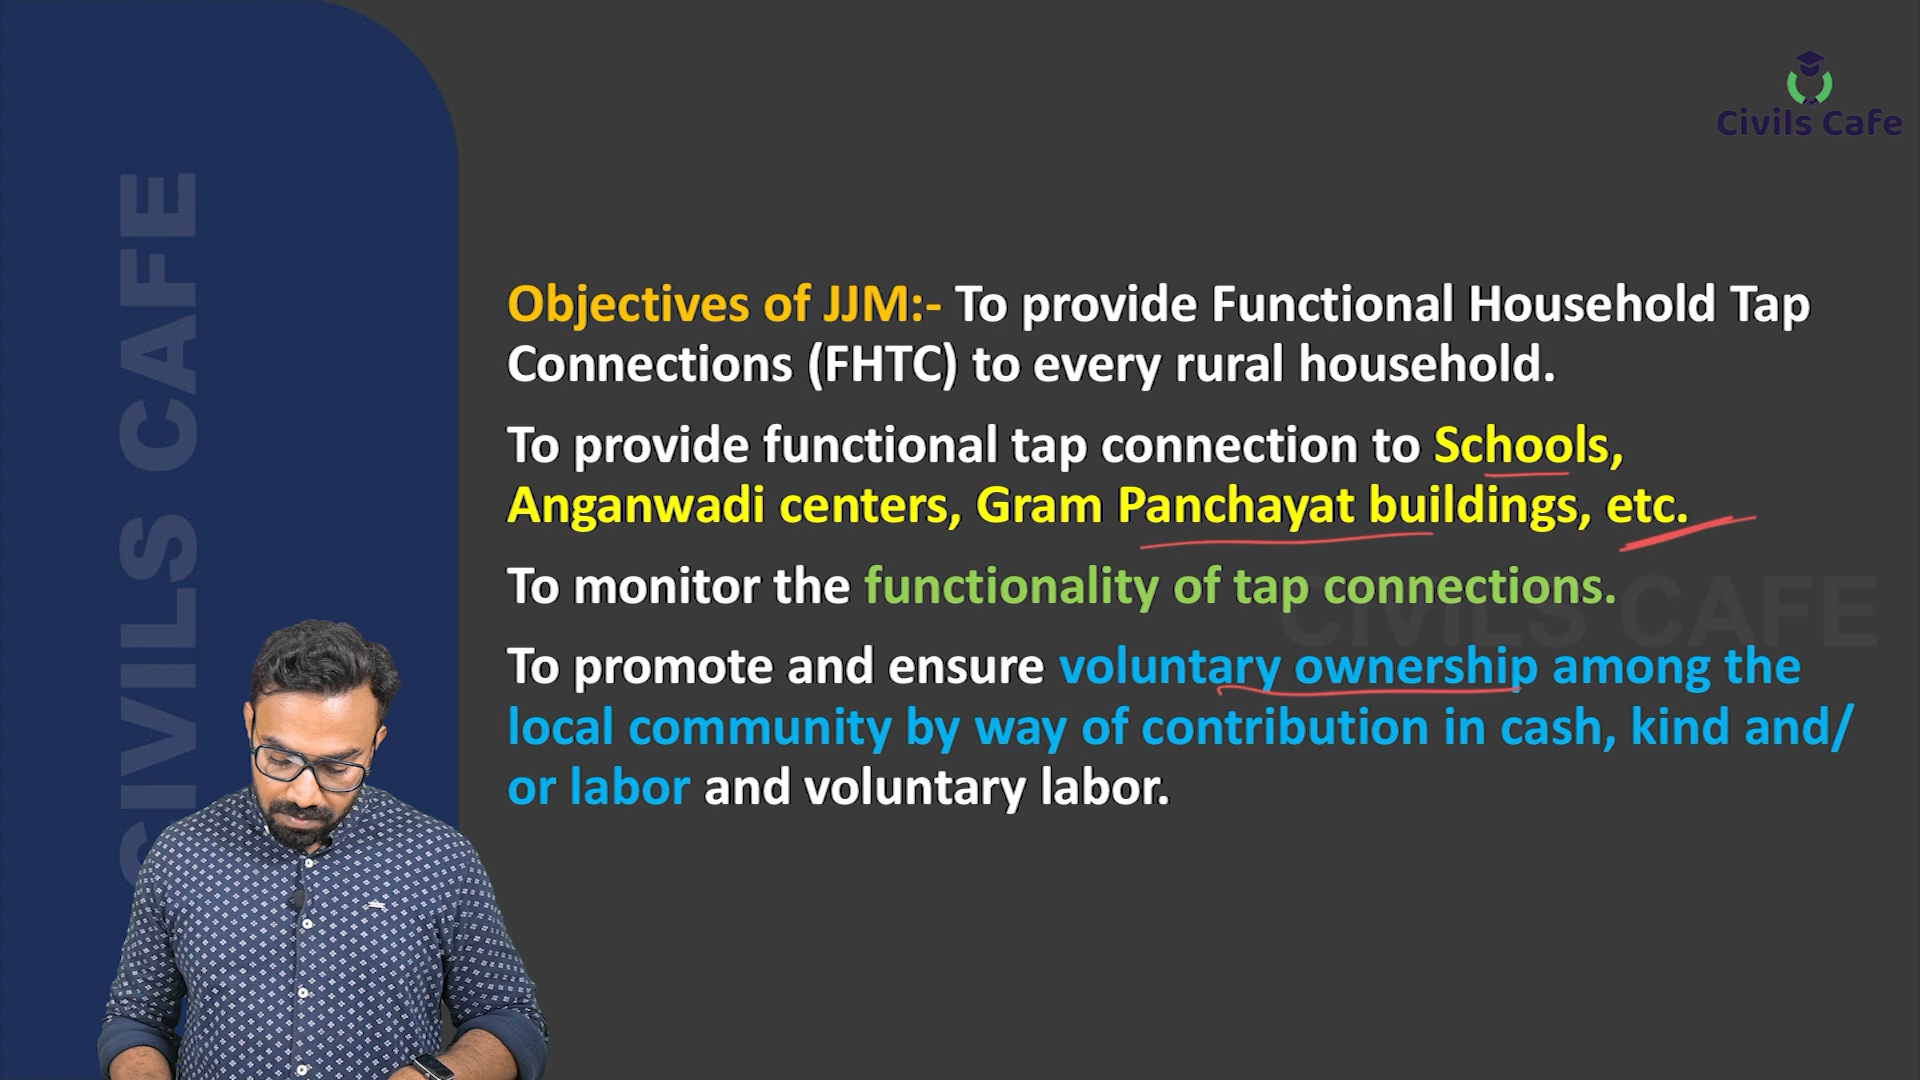 CIVILS CAFE
Civils Cafe
Objectives of JJM:- To provide Functional Household Tap
Connections (FHTC) to every rural household.
To provide functional tap connection to Schools,
Anganwadi centers, Gram Panchayat buildings, etc.
To monitor the functionality of tap connections.
CIVILS CAFE
To promote and ensure voluntary ownership among the
local community by way of contribution in cash, kind and/
or labor and voluntary labor.